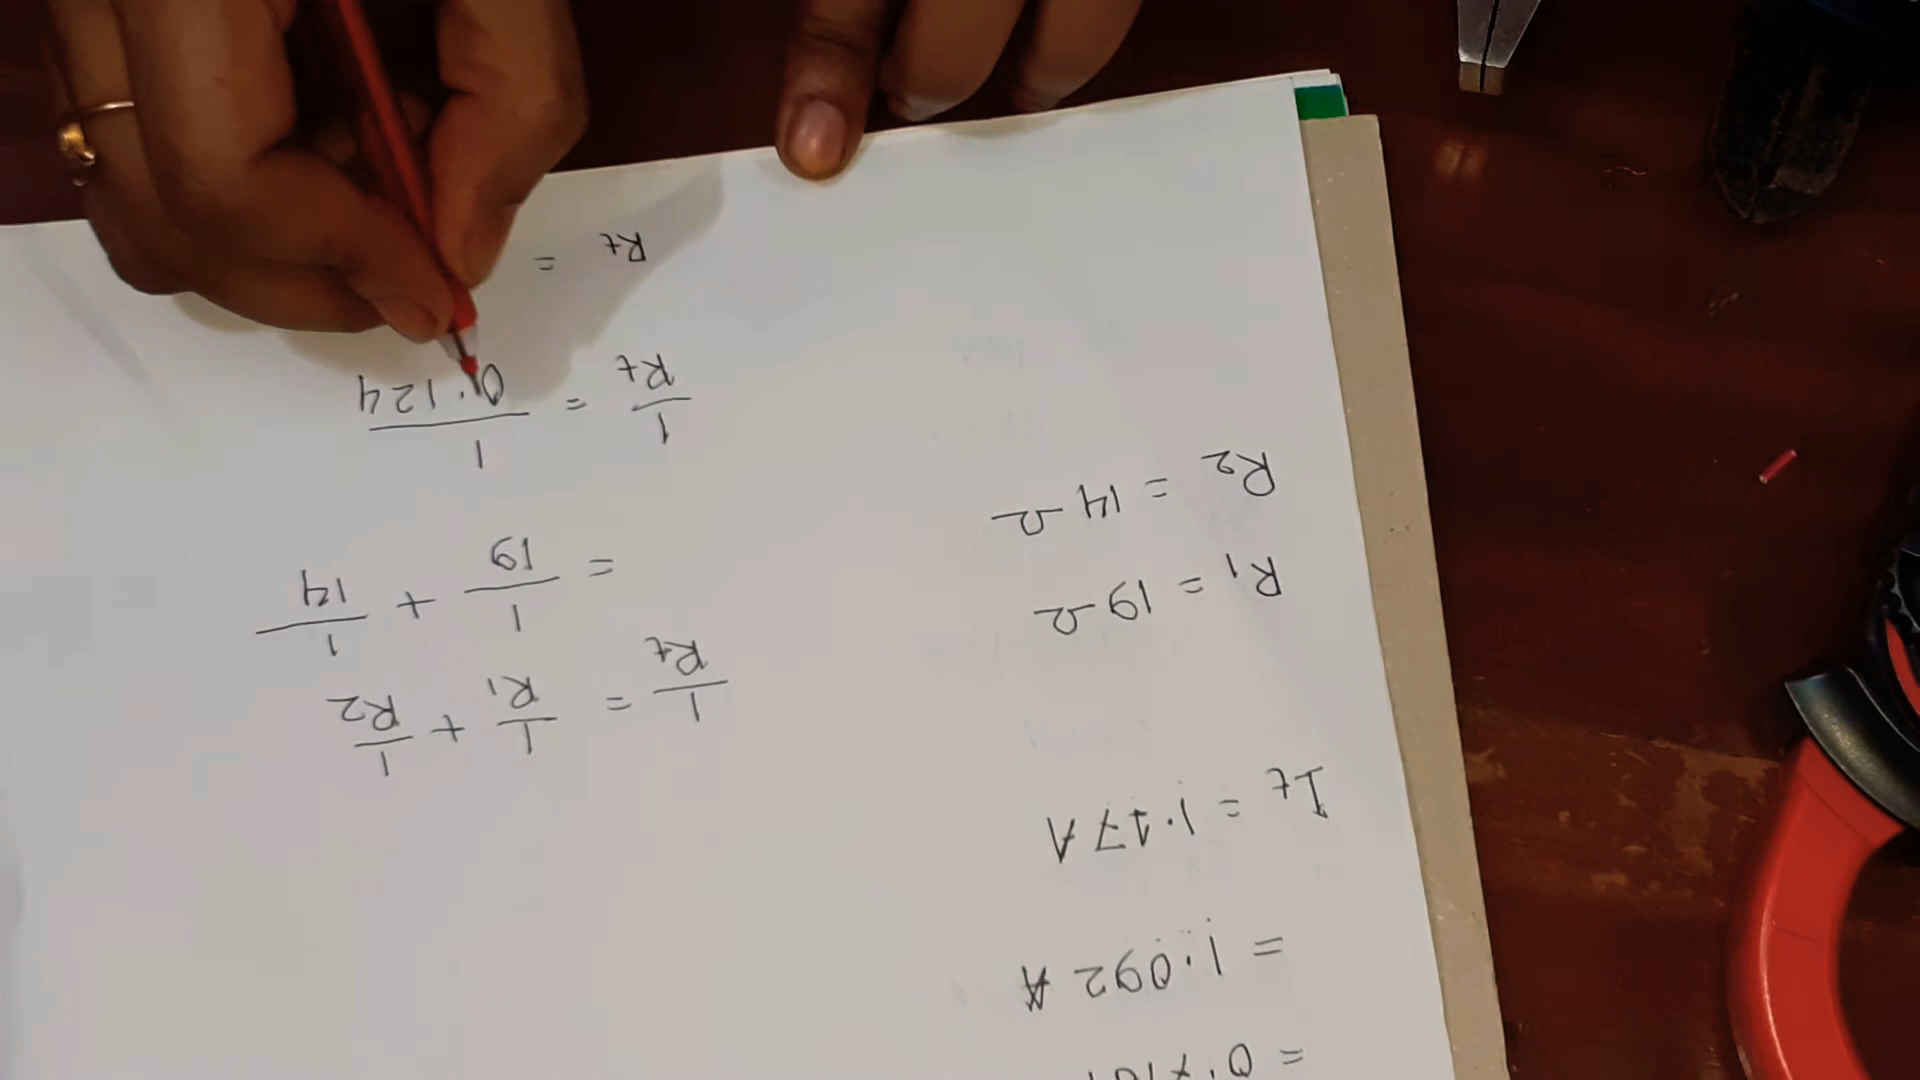 = 0.
= 1.092 A
It = 1.17A
R1 = 19 Ω
R2 = 14 Ω
1/Rt = 1/R1 + 1/R2
= 1/19 + 1/14
1/Rt = 1/0.124
Rt =